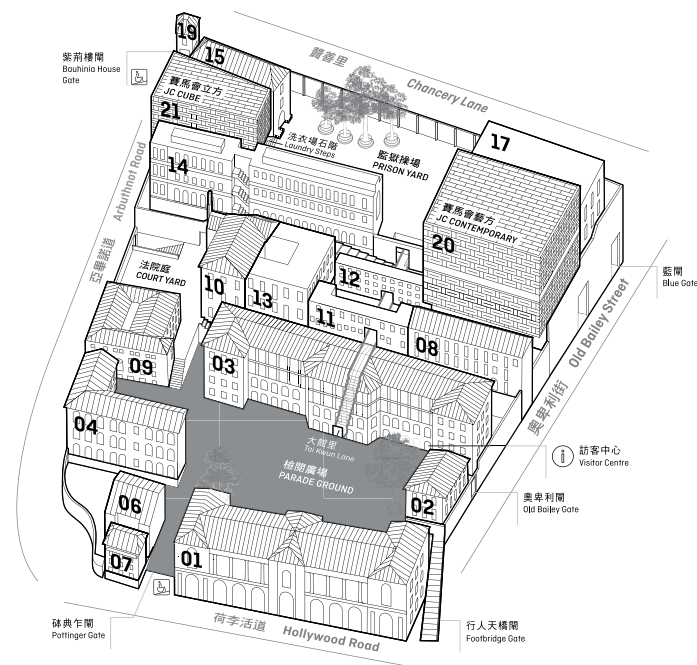 19
15
賽馬會立方
JC CUBE
21
紫荊樓閘
Bauhinia House
Gate
贊善里
Chancery Lane
洗衣場石階
Laundry Steps
監獄操場
PRISON YARD
17
14
賽馬會藝方
JC CONTEMPORARY
20
亞畢諾道
Arbuthnot Road
法院庭
COURT YARD
藍閘
Blue Gate
10
13
12
11
08
03
09
04
奧卑利街
Old Bailey Street
大館里
Tai Kwun Lane
檢閱廣場
PARADE GROUND
i
訪客中心
Visitor Centre
奧卑利閘
Old Bailey Gate
02
06
07
01
荷李活道
Hollywood Road
砵典乍閘
Pottinger Gate
行人天橋閘
Footbridge Gate